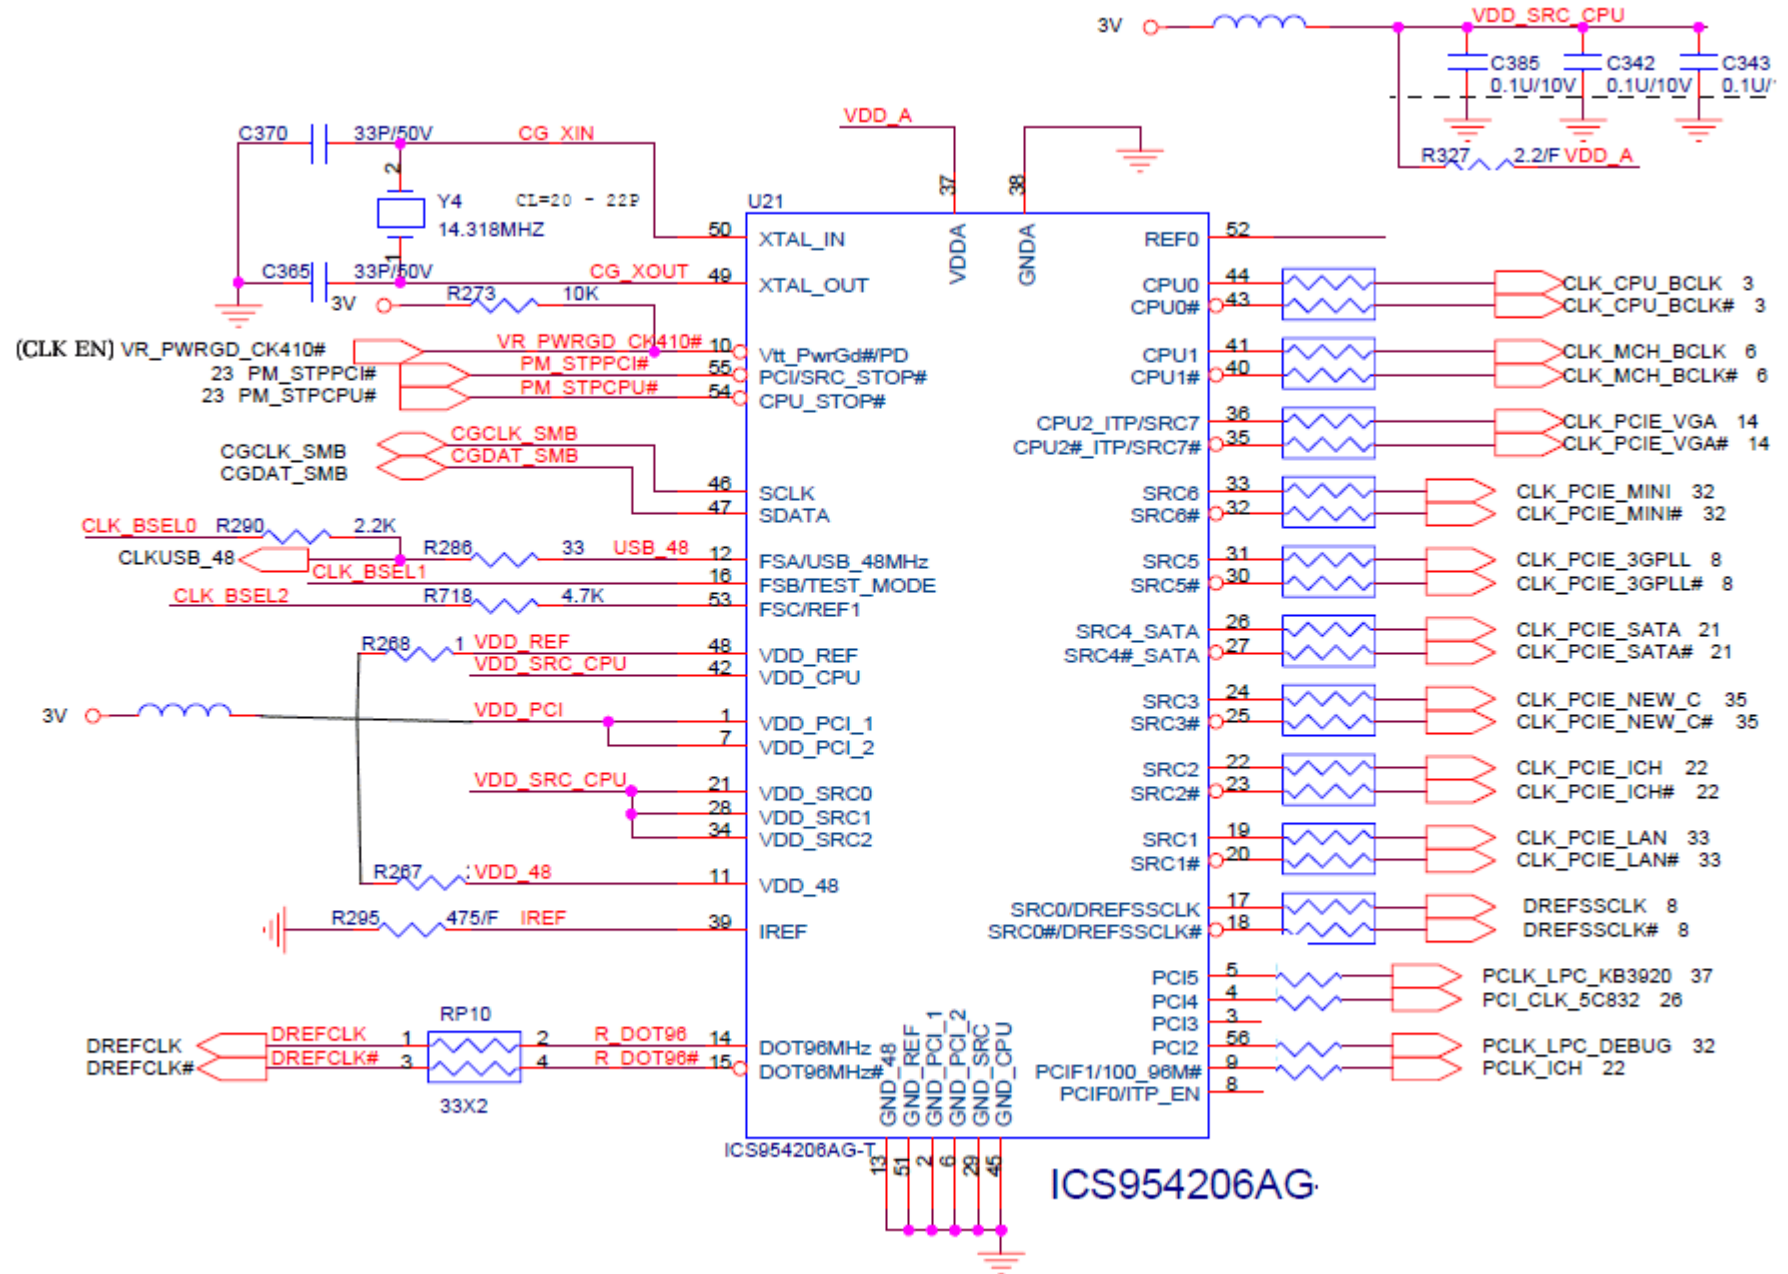 3V
VDD_SRC_CPU
C385
0.1U/10V
C342
0.1U/10V
C343
R327 2.2/F VDD_A
VDD_A
C370 33P/50V CG_XIN
2
Y4 CL=20 - 22P
14.318MHZ
1
C365 33P/50V CG_XOUT
3V R273 10K
(CLK EN) VR_PWRGD_CK410# VR_PWRGD_CK410#
23 PM_STPPCI# PM_STPPCI#
23 PM_STPCPU# PM_STPCPU#
CGCLK_SMB CGCLK_SMB
CGDAT_SMB CGDAT_SMB
CLK_BSEL0 R290 2.2K
CLKUSB_48 R286 33 USB_48
CLK_BSEL1
CLK_BSEL2 R718 4.7K
R268 1 VDD_REF
VDD_SRC_CPU
3V VDD_PCI
VDD_SRC_CPU
R267 VDD_48
R295 475/F IREF
RP10
DREFCLK DREFCLK 1 2 R_DOT96
DREFCLK# DREFCLK# 3 4 R_DOT96#
33X2
U21
37 VDDA
38 GNDA
50 XTAL_IN
49 XTAL_OUT
10 Vtt_PwrGd#/PD
55 PCI/SRC_STOP#
54 CPU_STOP#
46 SCLK
47 SDATA
12 FSA/USB_48MHz
16 FSB/TEST_MODE
53 FSC/REF1
48 VDD_REF
42 VDD_CPU
1 VDD_PCI_1
7 VDD_PCI_2
21 VDD_SRC0
28 VDD_SRC1
34 VDD_SRC2
11 VDD_48
39 IREF
14 DOT96MHz
15 DOT96MHz#
REF0 52
CPU0 44 CLK_CPU_BCLK 3
CPU0# 43 CLK_CPU_BCLK# 3
CPU1 41 CLK_MCH_BCLK 6
CPU1# 40 CLK_MCH_BCLK# 6
CPU2_ITP/SRC7 36 CLK_PCIE_VGA 14
CPU2#_ITP/SRC7# 35 CLK_PCIE_VGA# 14
SRC6 33 CLK_PCIE_MINI 32
SRC6# 32 CLK_PCIE_MINI# 32
SRC5 31 CLK_PCIE_3GPLL 8
SRC5# 30 CLK_PCIE_3GPLL# 8
SRC4_SATA 26 CLK_PCIE_SATA 21
SRC4#_SATA 27 CLK_PCIE_SATA# 21
SRC3 24 CLK_PCIE_NEW_C 35
SRC3# 25 CLK_PCIE_NEW_C# 35
SRC2 22 CLK_PCIE_ICH 22
SRC2# 23 CLK_PCIE_ICH# 22
SRC1 19 CLK_PCIE_LAN 33
SRC1# 20 CLK_PCIE_LAN# 33
SRC0/DREFSSCLK 17 DREFSSCLK 8
SRC0#/DREFSSCLK# 18 DREFSSCLK# 8
PCI5 5 PCLK_LPC_KB3920 37
PCI4 4 PCI_CLK_5C832 26
PCI3 3
PCI2 56 PCLK_LPC_DEBUG 32
PCIF1/100_96M# 9 PCLK_ICH 22
PCIF0/ITP_EN 8
GND_48 13
GND_REF 51
GND_PCI_1 2
GND_PCI_2 6
GND_SRC 29
GND_CPU 45
ICS954206AG-T
ICS954206AG